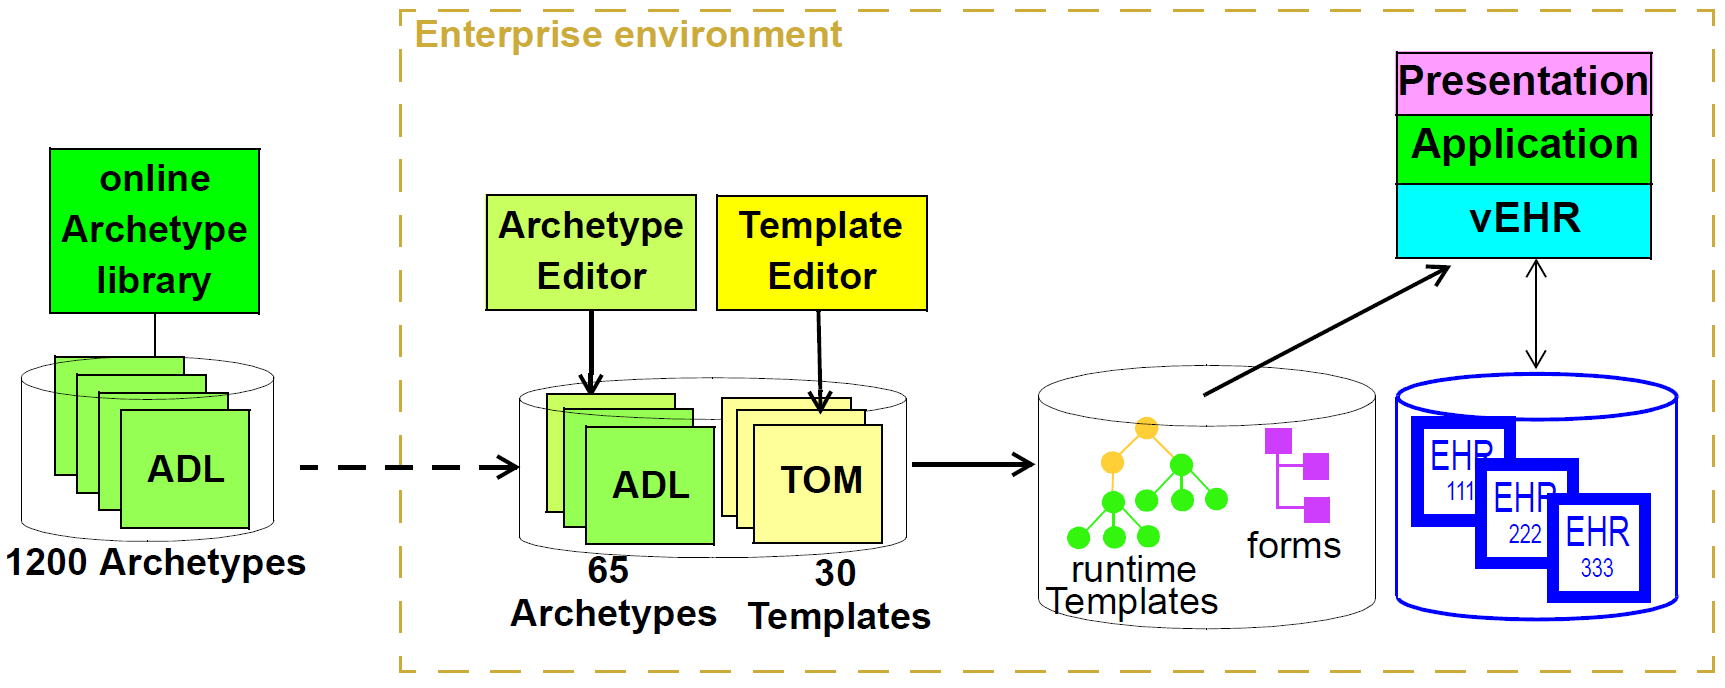 Enterprise environment
online
Archetype
library
ADL
1200 Archetypes
Archetype
Editor
Template
Editor
ADL
TOM
65
Archetypes
30
Templates
runtime
Templates
forms
Presentation
Application
vEHR
EHR
111
EHR
222
EHR
333